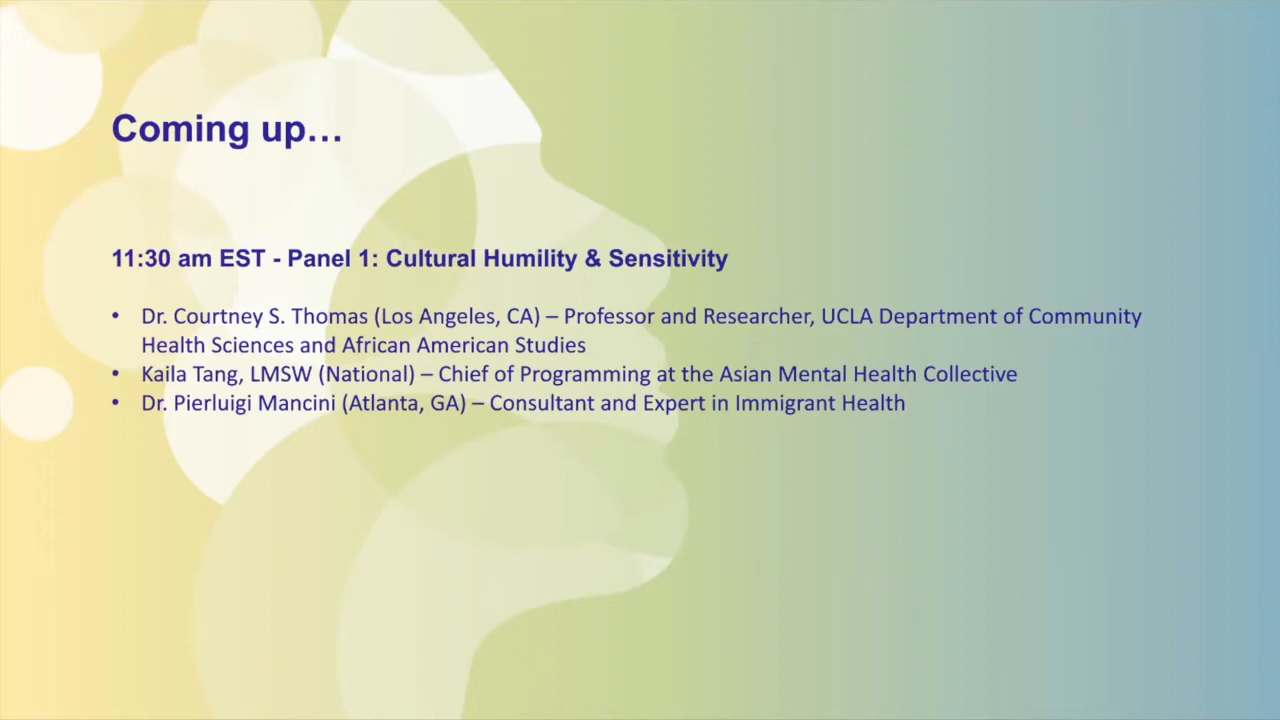 Coming up…
11:30 am EST - Panel 1: Cultural Humility & Sensitivity
• Dr. Courtney S. Thomas (Los Angeles, CA) – Professor and Researcher, UCLA Department of Community
Health Sciences and African American Studies
• Kaila Tang, LMSW (National) – Chief of Programming at the Asian Mental Health Collective
• Dr. Pierluigi Mancini (Atlanta, GA) – Consultant and Expert in Immigrant Health